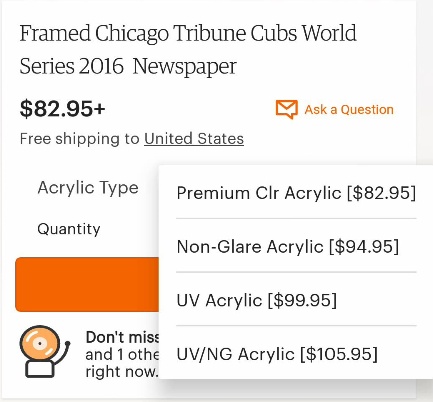 Framed Chicago Tribune Cubs World
Series 2016 Newspaper
$82.95+
Ask a Question
Free shipping to United States
Acrylic Type
Premium Clr Acrylic [$82.95]
Quantity
Non-Glare Acrylic [$94.95]
UV Acrylic [$99.95]
Don't miss
and 1 othe
UV/NG Acrylic [$105.95]
right now.